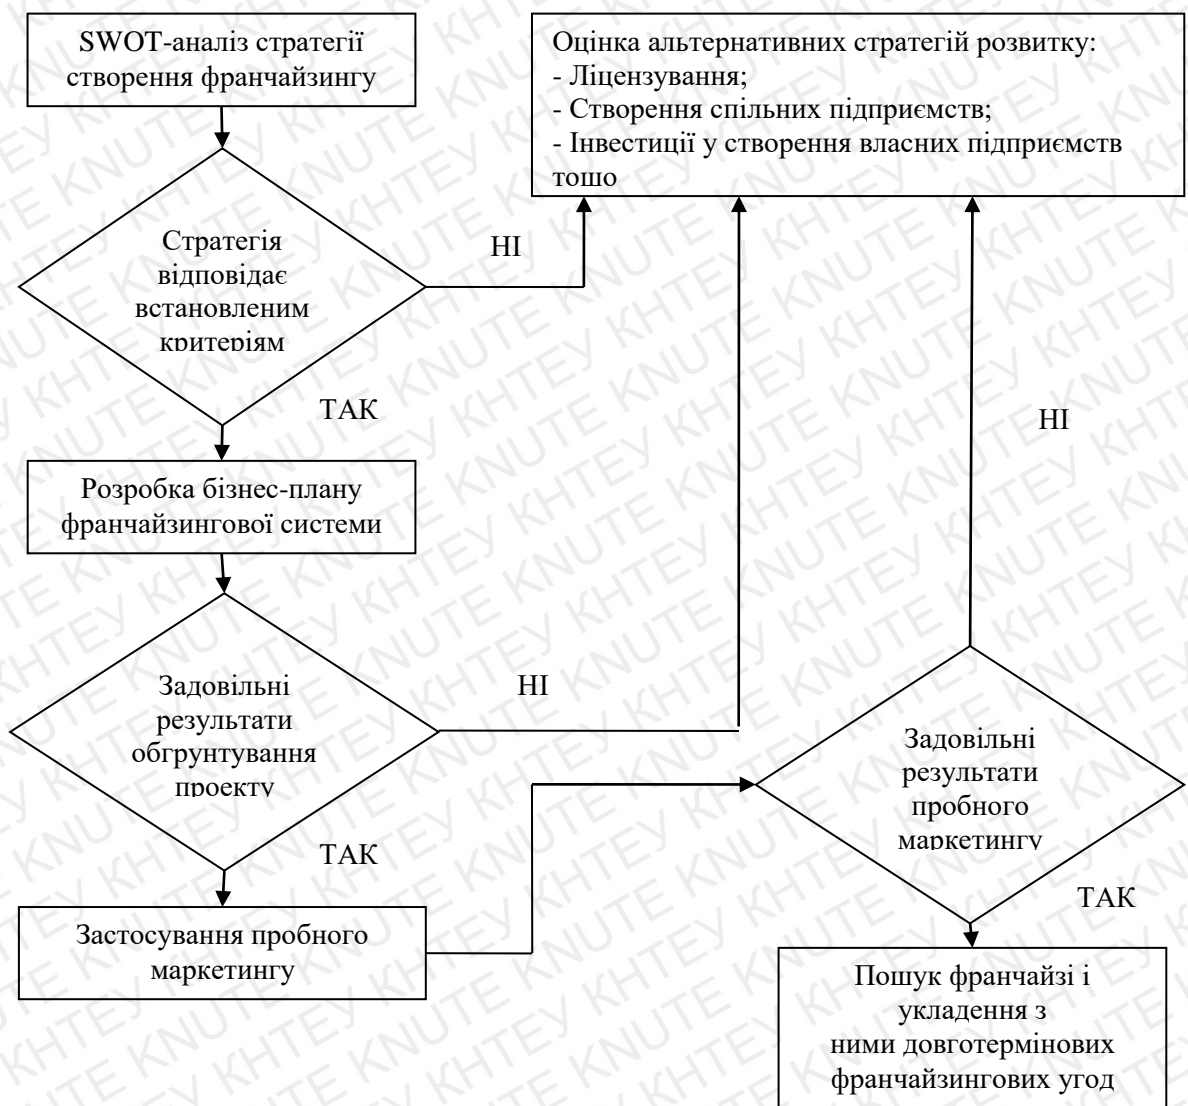 SWOT-аналіз стратегії
створення франчайзингу
Оцінка альтернативних стратегій розвитку:
- Ліцензування;
- Створення спільних підприємств;
- Інвестиції у створення власних підприємств
тошо
Стратегія
відповідає
встановленим
критеріям
НІ
ТАК
НІ
Розробка бізнес-плану
франчайзингової системи
Задовільні
результати
обгрунтування
проекту
НІ
Задовільні
результати
пробного
маркетингу
ТАК
ТАК
Застосування пробного
маркетингу
Пошук франчайзі і
укладення з
ними довготермінових
франчайзингових угод